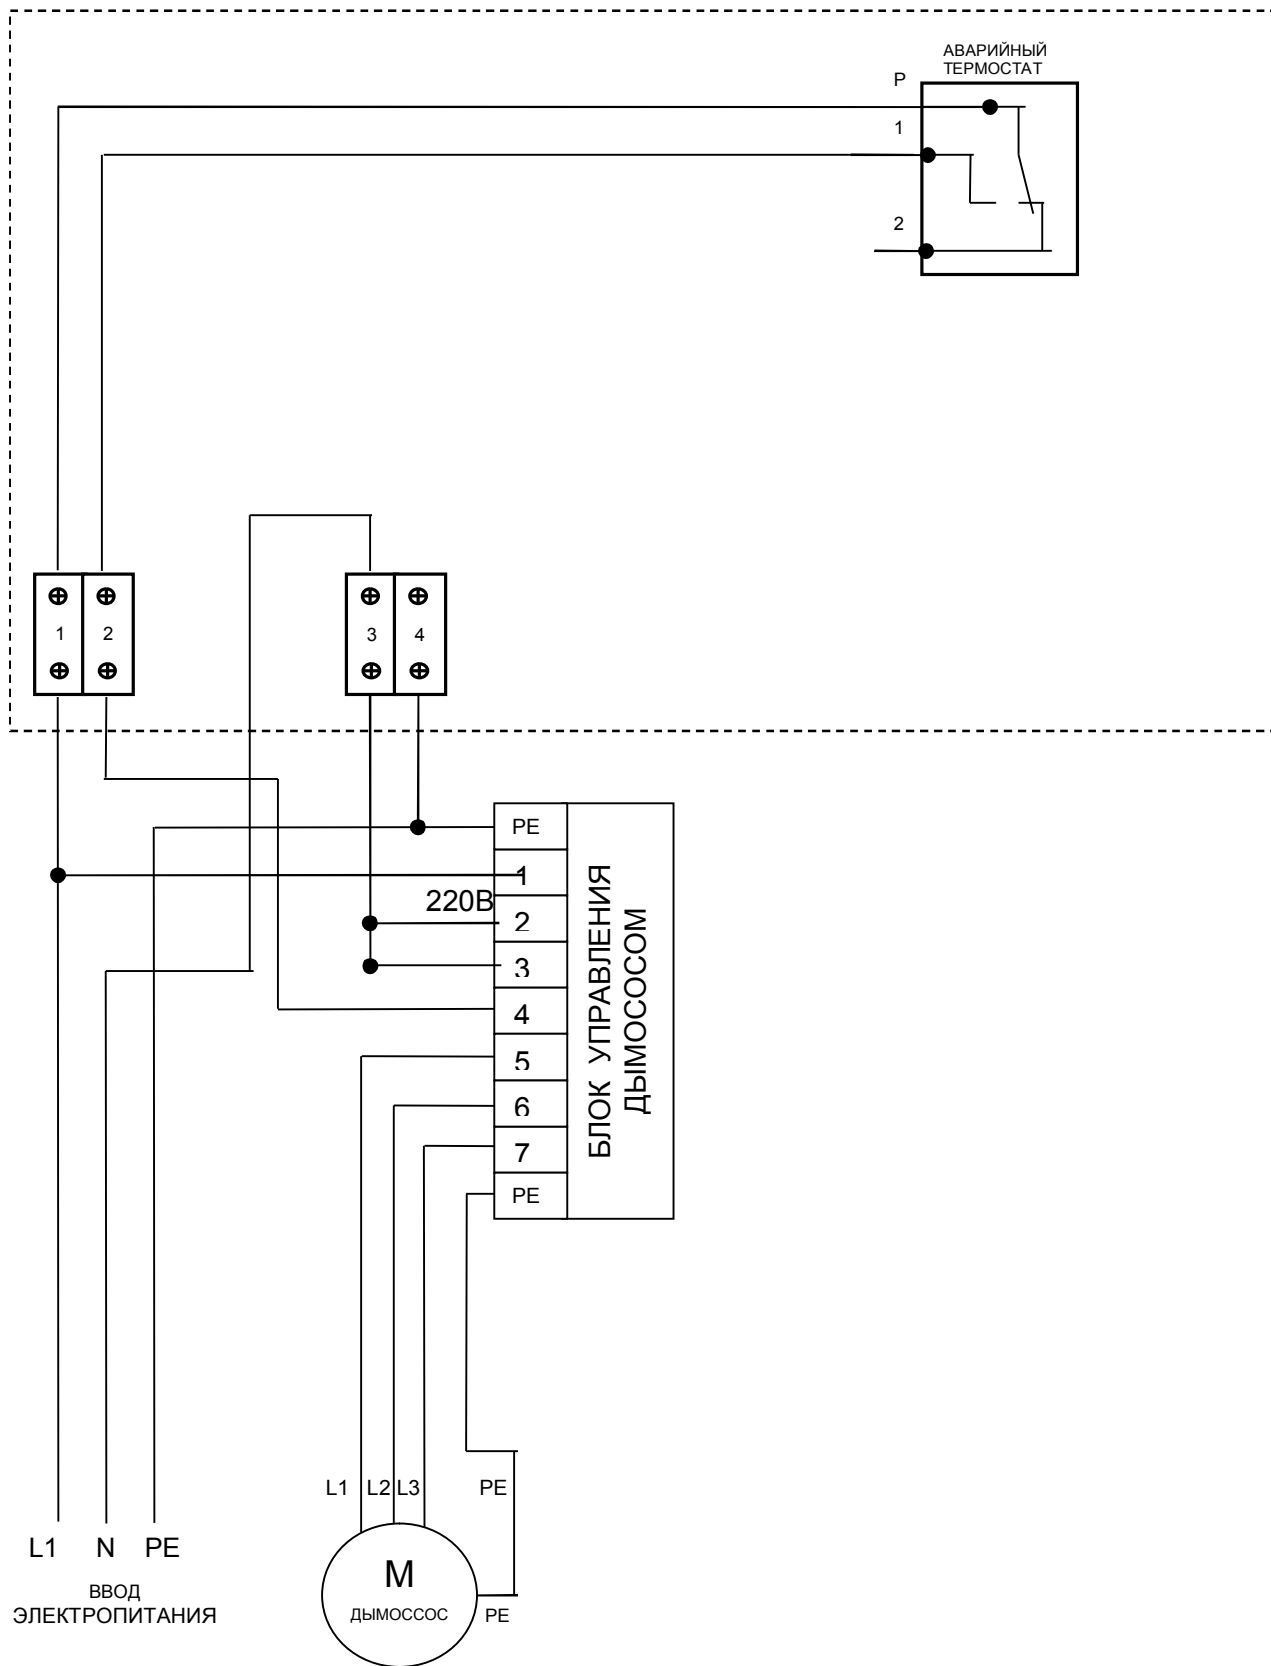 АВАРИЙНЫЙ
ТЕРМОСТАТ
P
1
2
1 2 3 4
PE
1
220В
2
3
4
5
6
7
PE
БЛОК УПРАВЛЕНИЯ
ДЫМОСОСОМ
L1 L2 L3 PE
L1 N PE
ВВОД
ЭЛЕКТРОПИТАНИЯ
М
ДЫМОССОС
PE